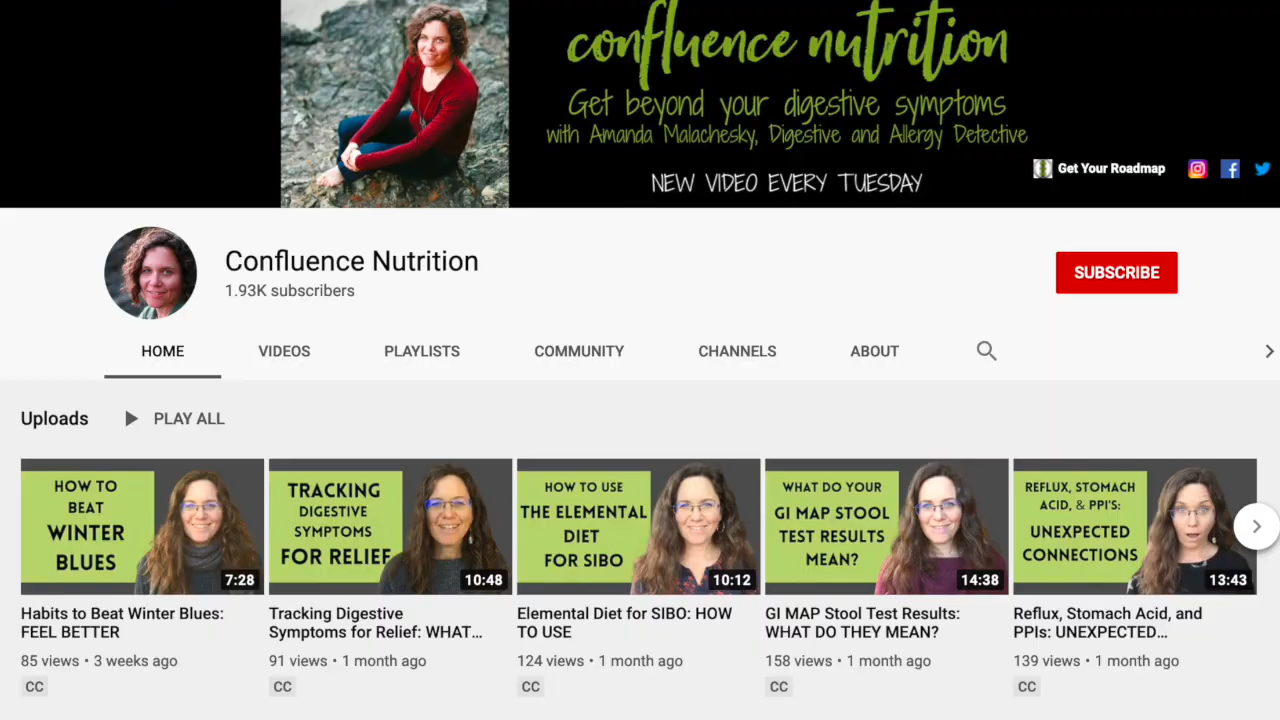 confluence nutrition
Get beyond your digestive symptoms
with Amanda Malachesky, Digestive and Allergy Detective
NEW VIDEO EVERY TUESDAY
Get Your Roadmap
Confluence Nutrition
1.93K subscribers
SUBSCRIBE
HOME VIDEOS PLAYLISTS COMMUNITY CHANNELS ABOUT
Uploads PLAY ALL
HOW TO
BEAT
WINTER
BLUES
7:28
TRACKING
DIGESTIVE
SYMPTOMS
FOR RELIEF
10:48
HOW TO USE
THE ELEMENTAL
DIET
FOR SIBO
10:12
WHAT DO YOUR
GI MAP STOOL
TEST RESULTS
MEAN?
14:38
REFLUX, STOMACH
ACID, & PPI'S:
UNEXPECTED
CONNECTIONS
13:43
Habits to Beat Winter Blues:
FEEL BETTER
85 views • 3 weeks ago
CC
Tracking Digestive
Symptoms for Relief: WHAT...
91 views • 1 month ago
CC
Elemental Diet for SIBO: HOW
TO USE
124 views • 1 month ago
CC
GI MAP Stool Test Results:
WHAT DO THEY MEAN?
158 views • 1 month ago
CC
Reflux, Stomach Acid, and
PPIs: UNEXPECTED...
139 views • 1 month ago
CC